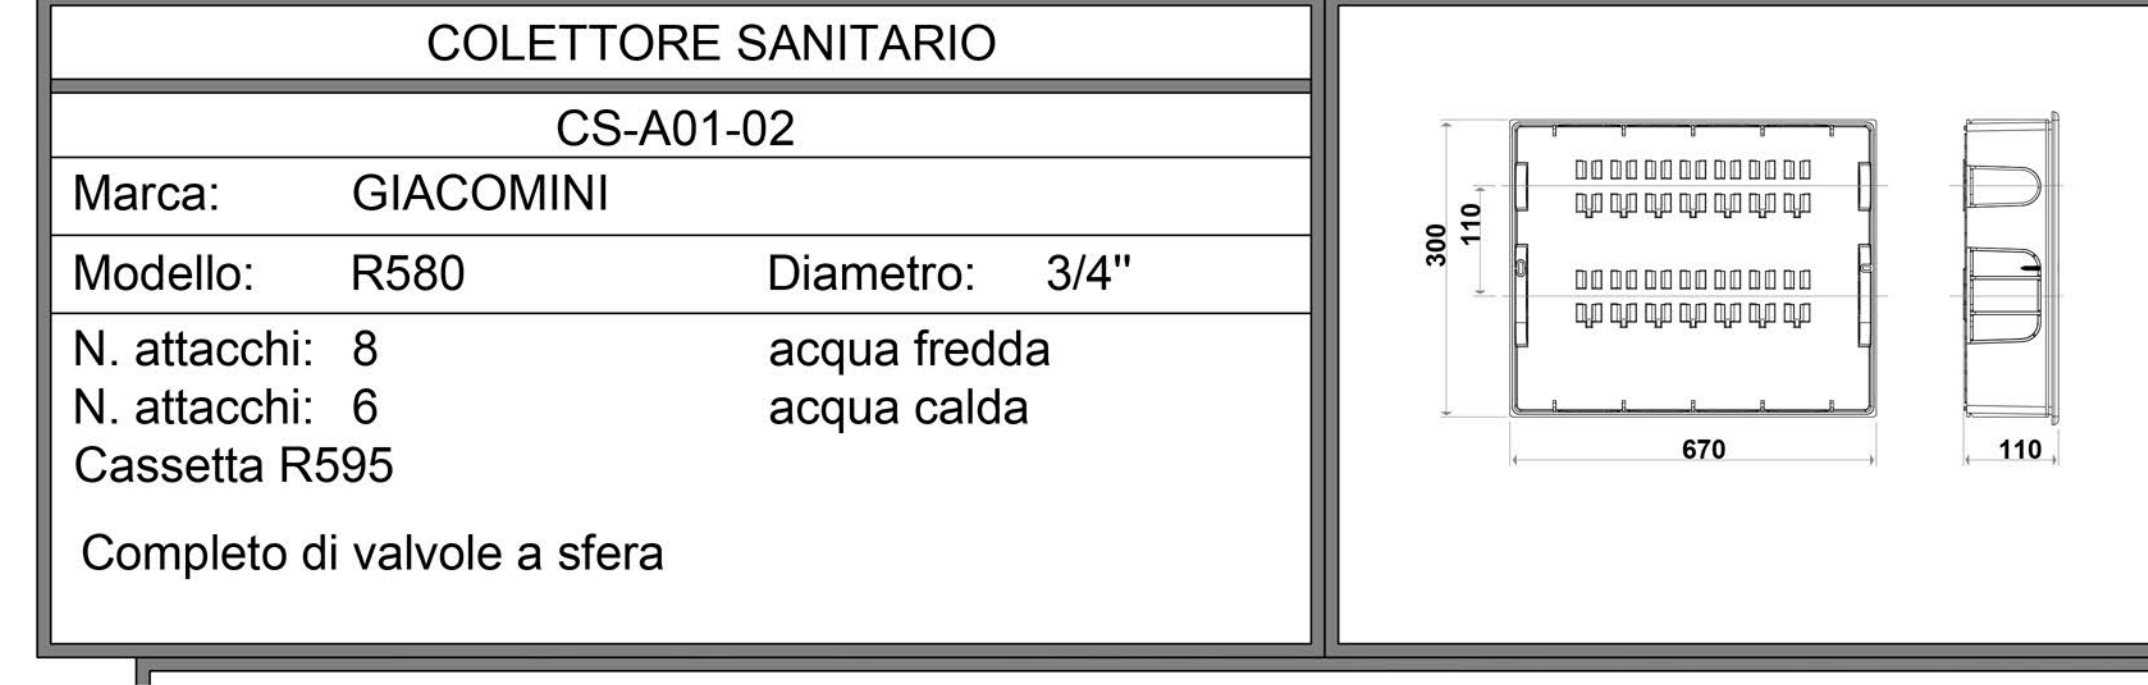 COLETTORE SANITARIO
CS-A01-02
Marca: GIACOMINI
Modello: R580 Diametro: 3/4"
N. attacchi: 8 acqua fredda
N. attacchi: 6 acqua calda
Cassetta R595
Completo di valvole a sfera
300
110
670
110